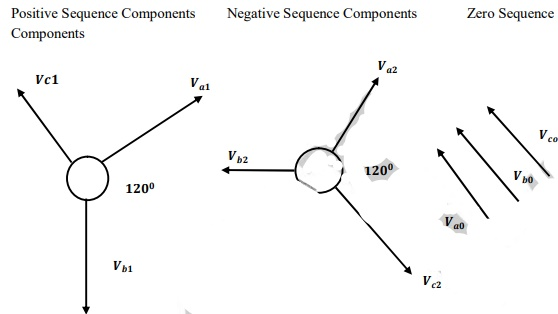 Positive Sequence Components Negative Sequence Components Zero Sequence
Components
Vc1
Va1
1200
Vb1
Va2
Vb2
1200
Vc2
Vco
Vb0
Va0